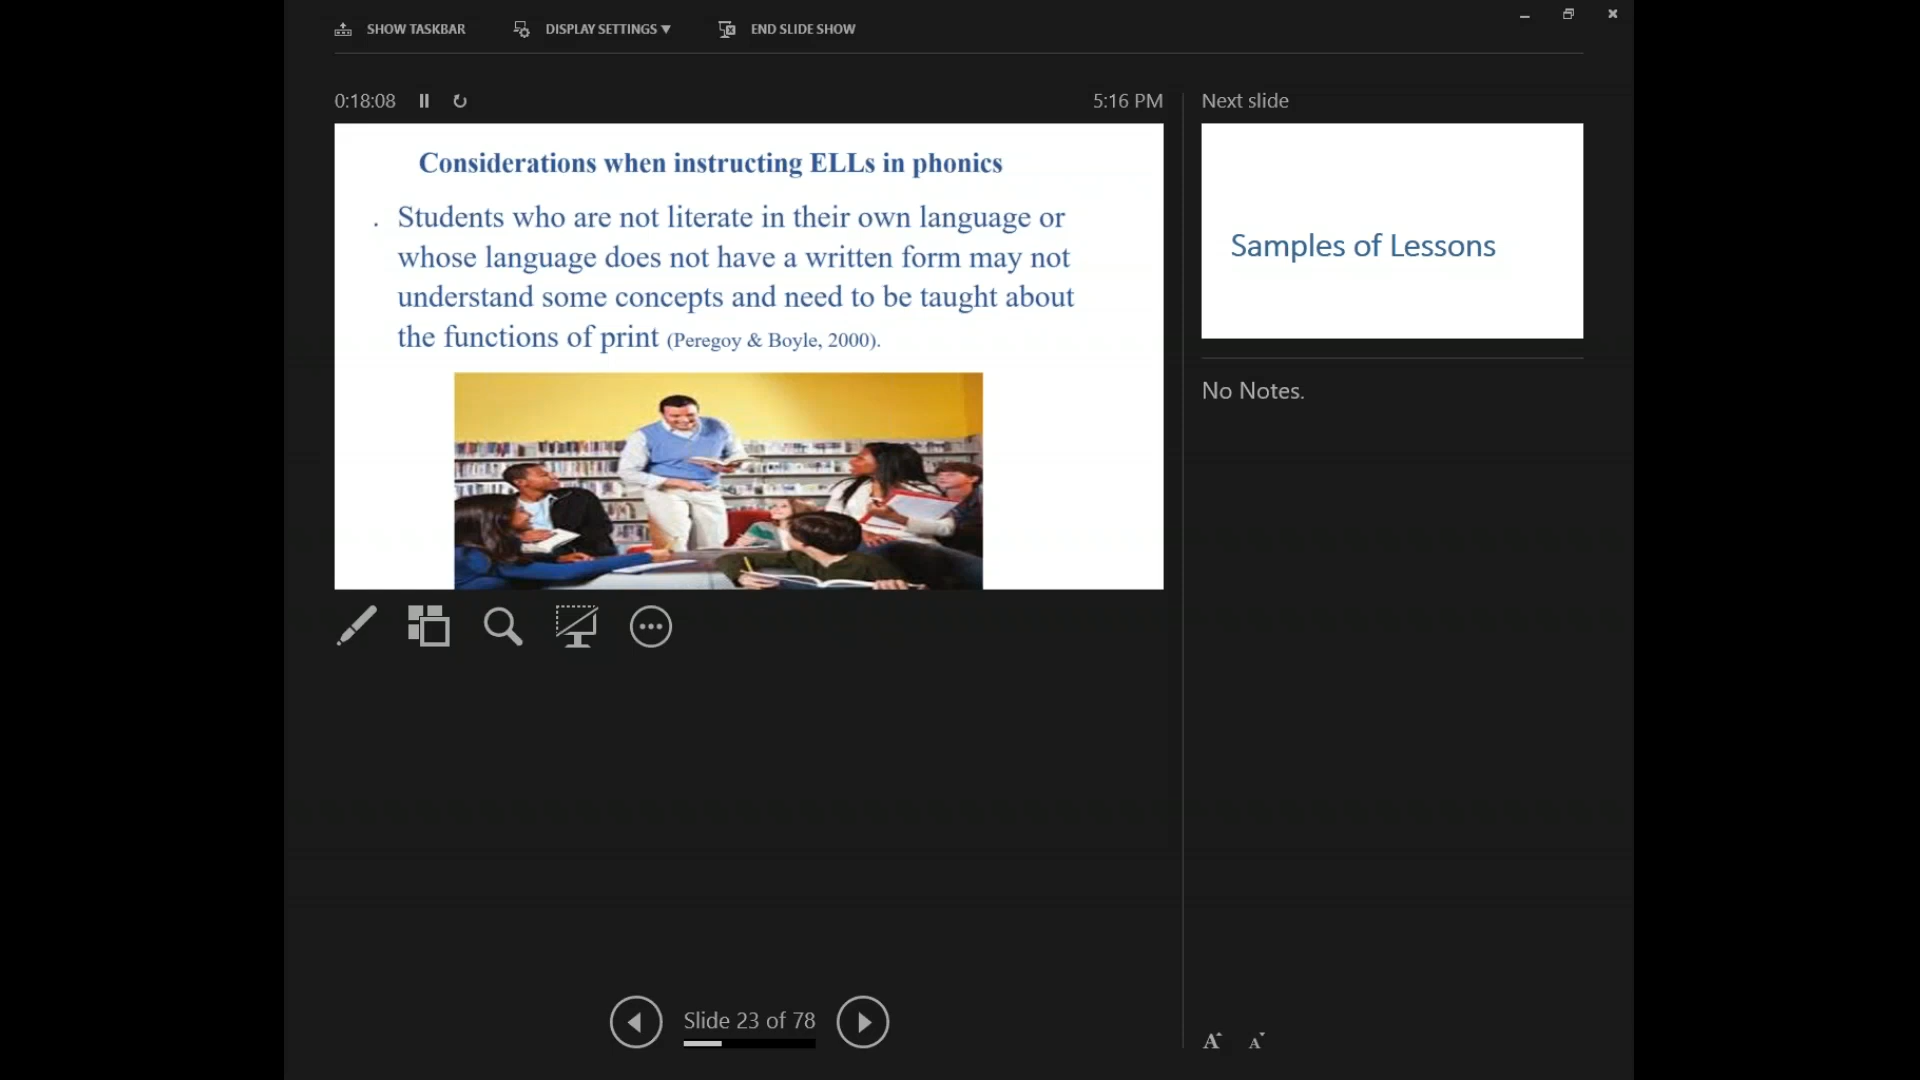 SHOW TASKBAR
DISPLAY SETTINGS ▼
END SLIDE SHOW
0:18:08
5:16 PM
Next slide
Considerations when instructing ELLs in phonics
. Students who are not literate in their own language or
whose language does not have a written form may not
understand some concepts and need to be taught about
the functions of print (Peregoy & Boyle, 2000).
Samples of Lessons
No Notes.
Slide 23 of 78
A A